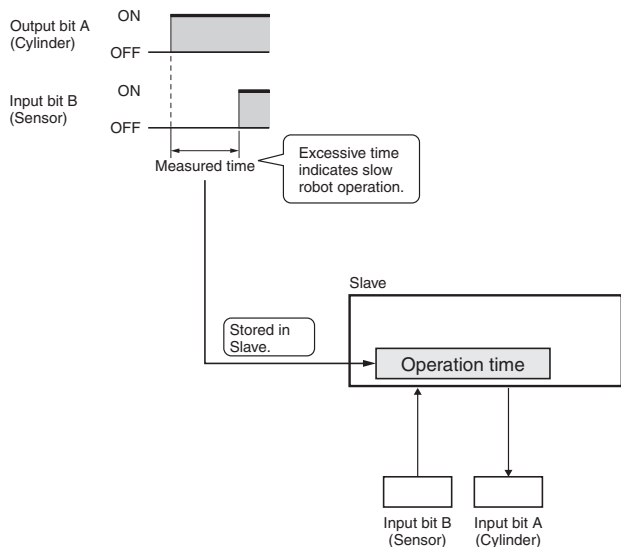 ON
Output bit A
(Cylinder)
OFF
ON
Input bit B
(Sensor)
OFF
Measured time
Excessive time
indicates slow
robot operation.
Slave
Stored in
Slave.
Operation time
Input bit B
(Sensor)
Input bit A
(Cylinder)